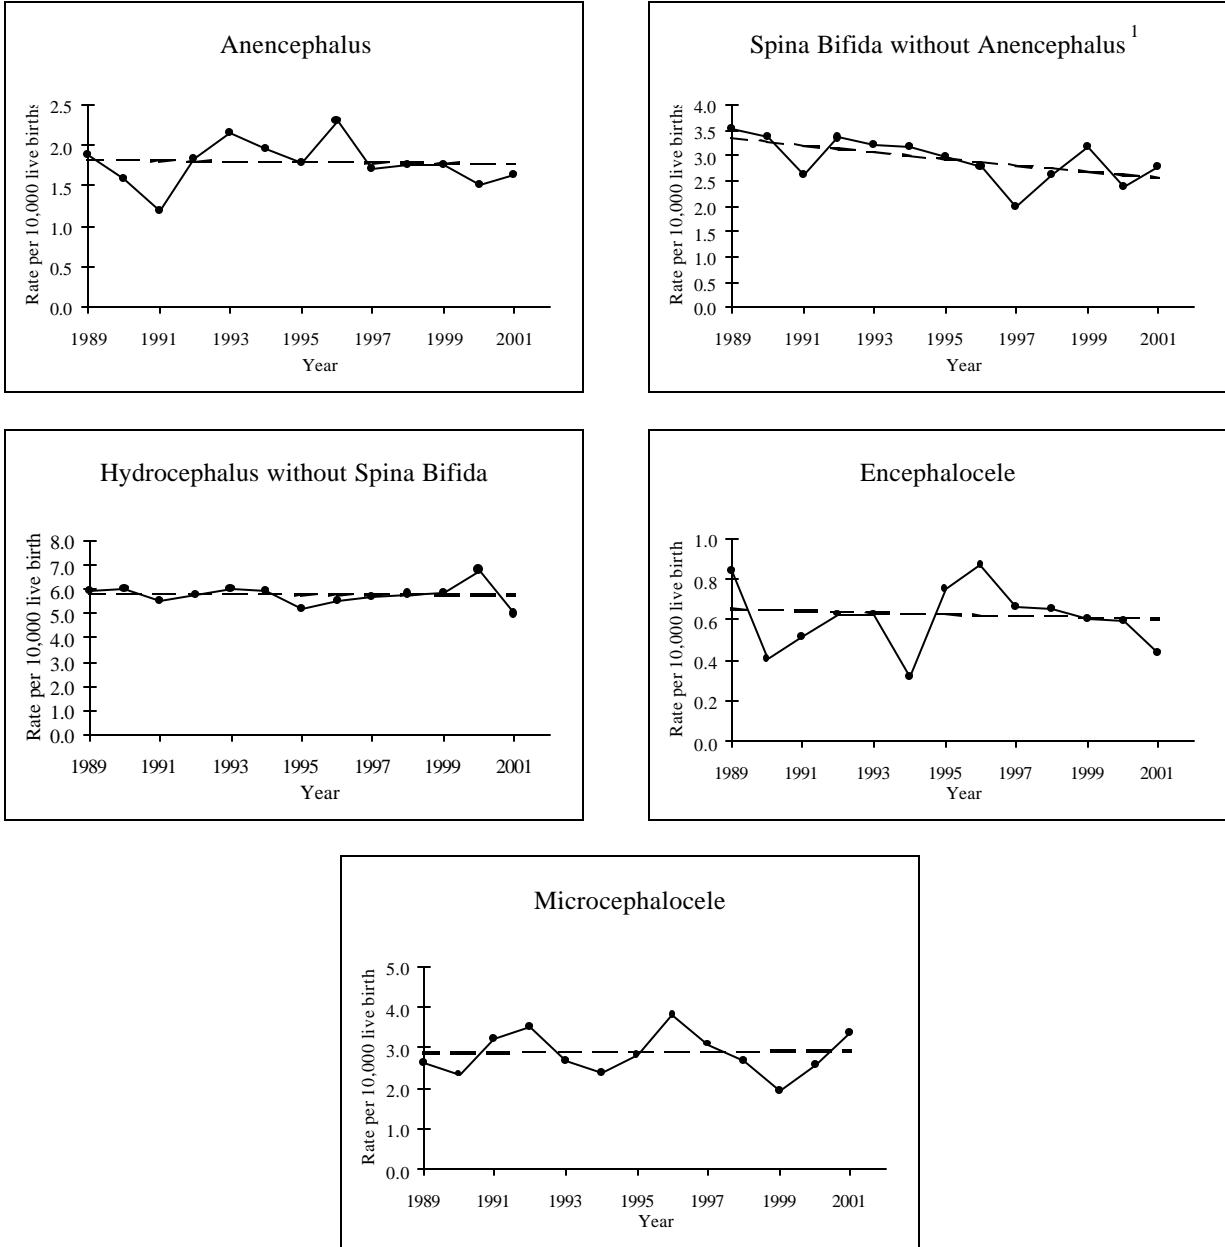 Anencephalus
Rate per 10,000 live births
2.5
2.0
1.5
1.0
0.5
0.0
1989 1991 1993 1995 1997 1999 2001
Year
Spina Bifida without Anencephalus 1
Rate per 10,000 live births
4.0
3.5
3.0
2.5
2.0
1.5
1.0
0.5
0.0
1989 1991 1993 1995 1997 1999 2001
Year
Hydrocephalus without Spina Bifida
Rate per 10,000 live birth
8.0
7.0
6.0
5.0
4.0
3.0
2.0
1.0
0.0
1989 1991 1993 1995 1997 1999 2001
Year
Encephalocele
Rate per 10,000 live birth
1.0
0.8
0.6
0.4
0.2
0.0
1989 1991 1993 1995 1997 1999 2001
Year
Microcephalocele
Rate per 10,000 live birth
5.0
4.0
3.0
2.0
1.0
0.0
1989 1991 1993 1995 1997 1999 2001
Year